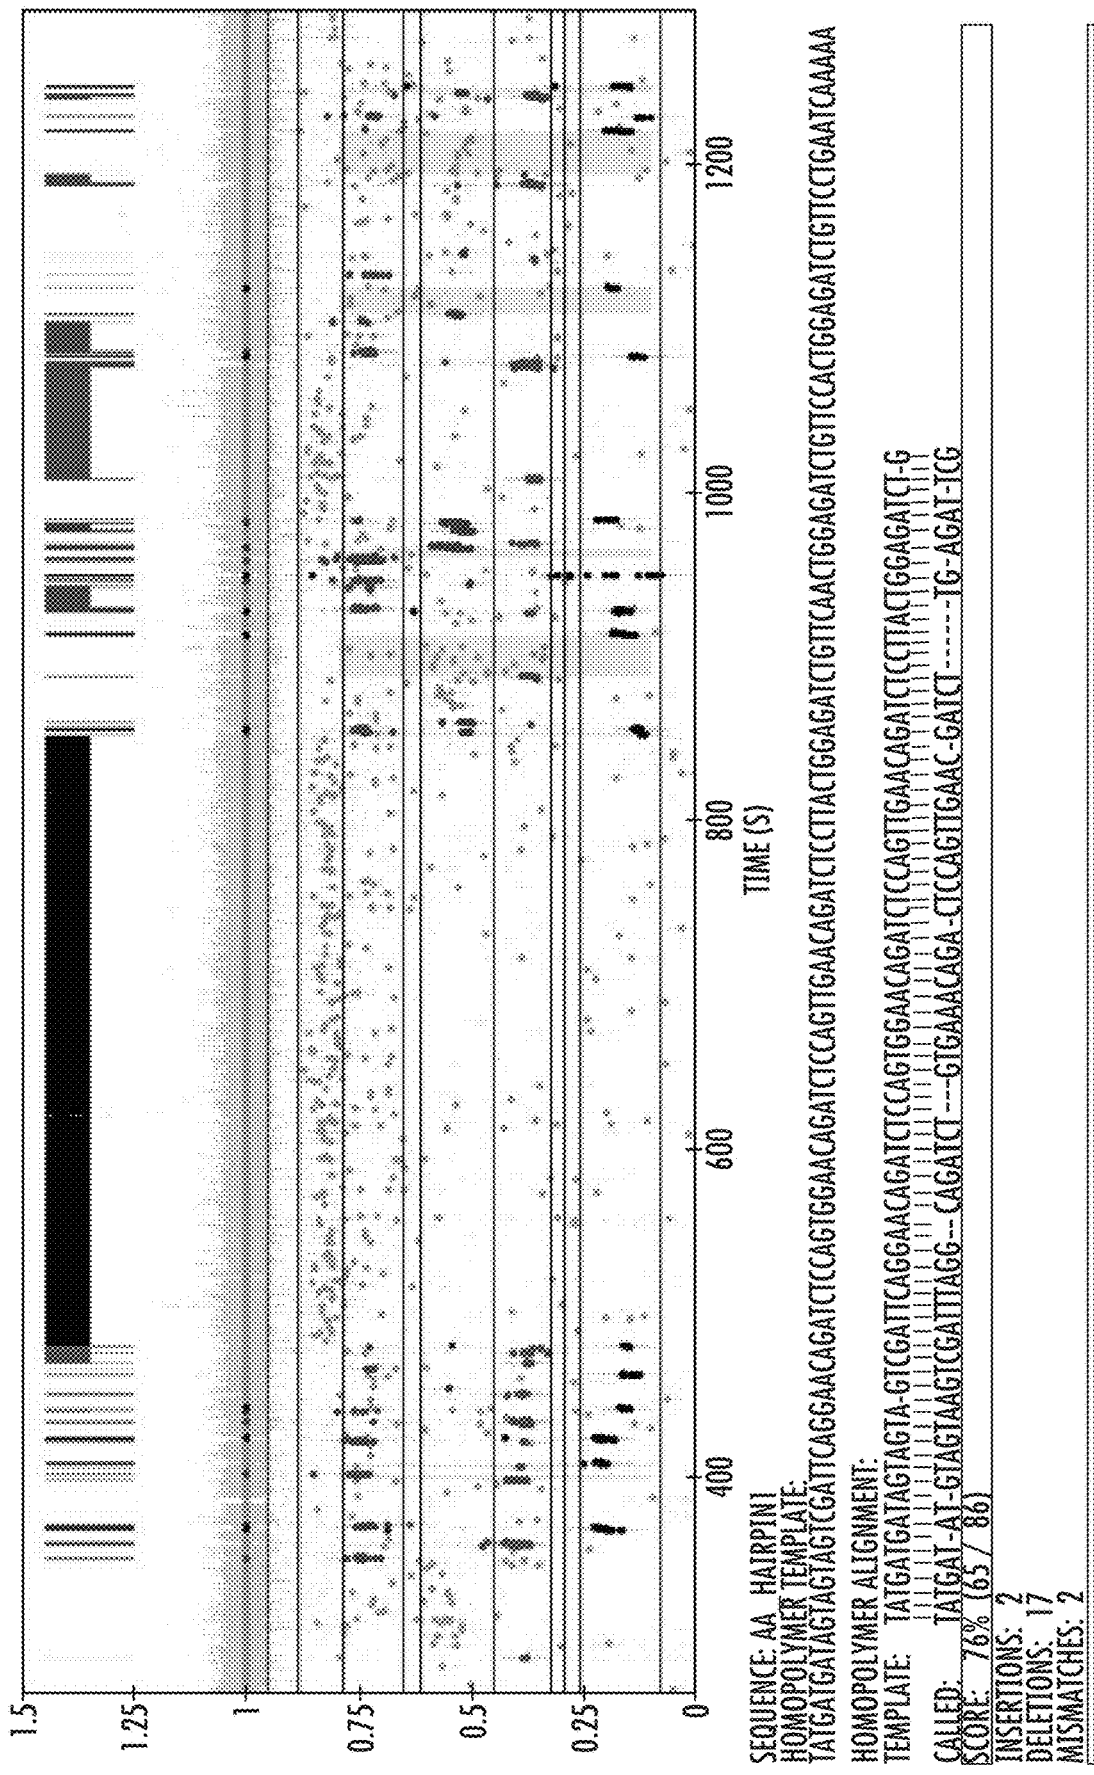 1.5
1.25
1
0.75
0.5
0.25
0
400
600
800
1000
1200
TIME (S)
SEQUENCE: AA_HAIRPIN1
HOMOPOLYMER TEMPLATE:
TATGATGATAGTAGTAGTCGATTCAGGAACAGATCTCCAGTGGAACAGATCTCCAGTTGAACAGATCTCCTTACTGGAGATCTGTTCAACTGGAGATCTGTTCCACTGGAGATCTGTTCCTGAATCAAAA
HOMOPOLYMER ALIGNMENT:
TEMPLATE: TATGATGATAGTAGTA-GTCGATTCAGGAACAGATCTCCAGTGGAACAGATCTCCAGTTGAACAGATCTCCTTACTGGAGATCT-G
CALLED: TATGAT-AT-GTAGTAAGTCGATTTAGG--CAGATCT---GTGAAACAGA-CTCCAGTTGAAC-GATCT------TG-AGAT-TCG
SCORE: 76% (65 / 86)
INSERTIONS: 2
DELETIONS: 17
MISMATCHES: 2